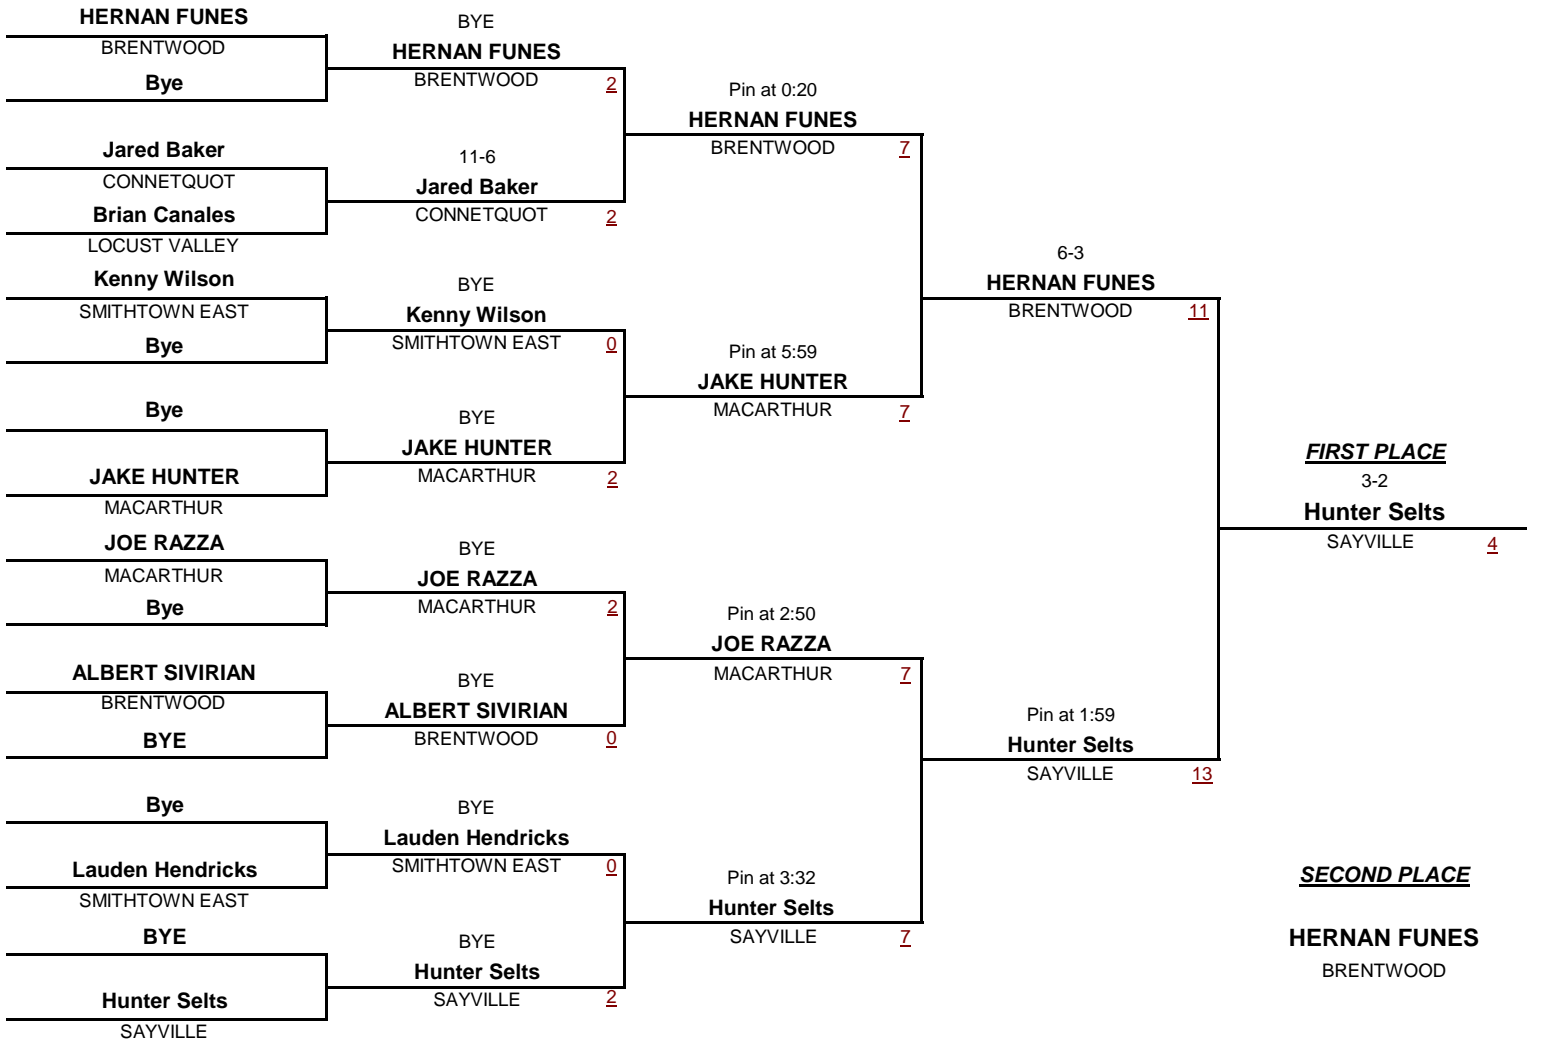 HERNAN FUNES
BRENTWOOD
Bye
Jared Baker
CONNETQUOT
Brian Canales
LOCUST VALLEY
Kenny Wilson
SMITHTOWN EAST
Bye
Bye
JAKE HUNTER
MACARTHUR
JOE RAZZA
MACARTHUR
Bye
ALBERT SIVIRIAN
BRENTWOOD
BYE
Bye
Lauden Hendricks
SMITHTOWN EAST
BYE
Hunter Selts
SAYVILLE
BYE
HERNAN FUNES
BRENTWOOD 2
11-6
Jared Baker
CONNETQUOT 2
BYE
Kenny Wilson
SMITHTOWN EAST 0
BYE
JAKE HUNTER
MACARTHUR 2
BYE
JOE RAZZA
MACARTHUR 2
BYE
ALBERT SIVIRIAN
BRENTWOOD 0
BYE
Lauden Hendricks
SMITHTOWN EAST 0
BYE
Hunter Selts
SAYVILLE 2
Pin at 0:20
HERNAN FUNES
BRENTWOOD 7
Pin at 5:59
JAKE HUNTER
MACARTHUR 7
Pin at 2:50
JOE RAZZA
MACARTHUR 7
Pin at 3:32
Hunter Selts
SAYVILLE 7
6-3
HERNAN FUNES
BRENTWOOD 11
Pin at 1:59
Hunter Selts
SAYVILLE 13
FIRST PLACE
3-2
Hunter Selts
SAYVILLE 4
SECOND PLACE
HERNAN FUNES
BRENTWOOD